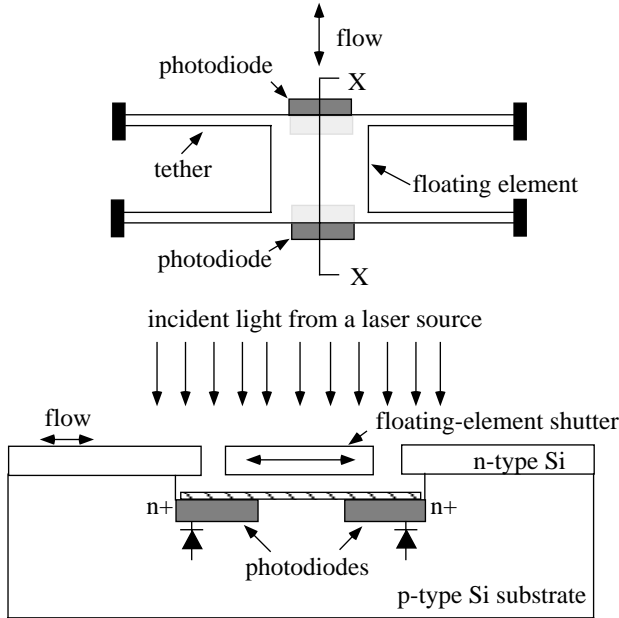 flow
photodiode
X
tether
floating element
photodiode
X
incident light from a laser source
flow
floating-element shutter
n-type Si
n+
n+
photodiodes
p-type Si substrate